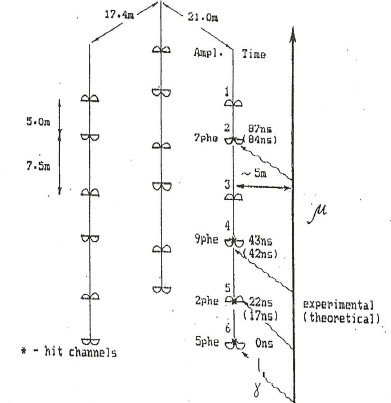 17.4m
21.0m
Ampl. Time
1
5.0m
2 87ns
7phe (84ns)
7.5m
~5m
3
μ
4
9phe 43ns
(42ns)
5
2phe 22ns
(17ns)
experimental
(theoretical)
6
5phe 0ns
* - hit channels
γ